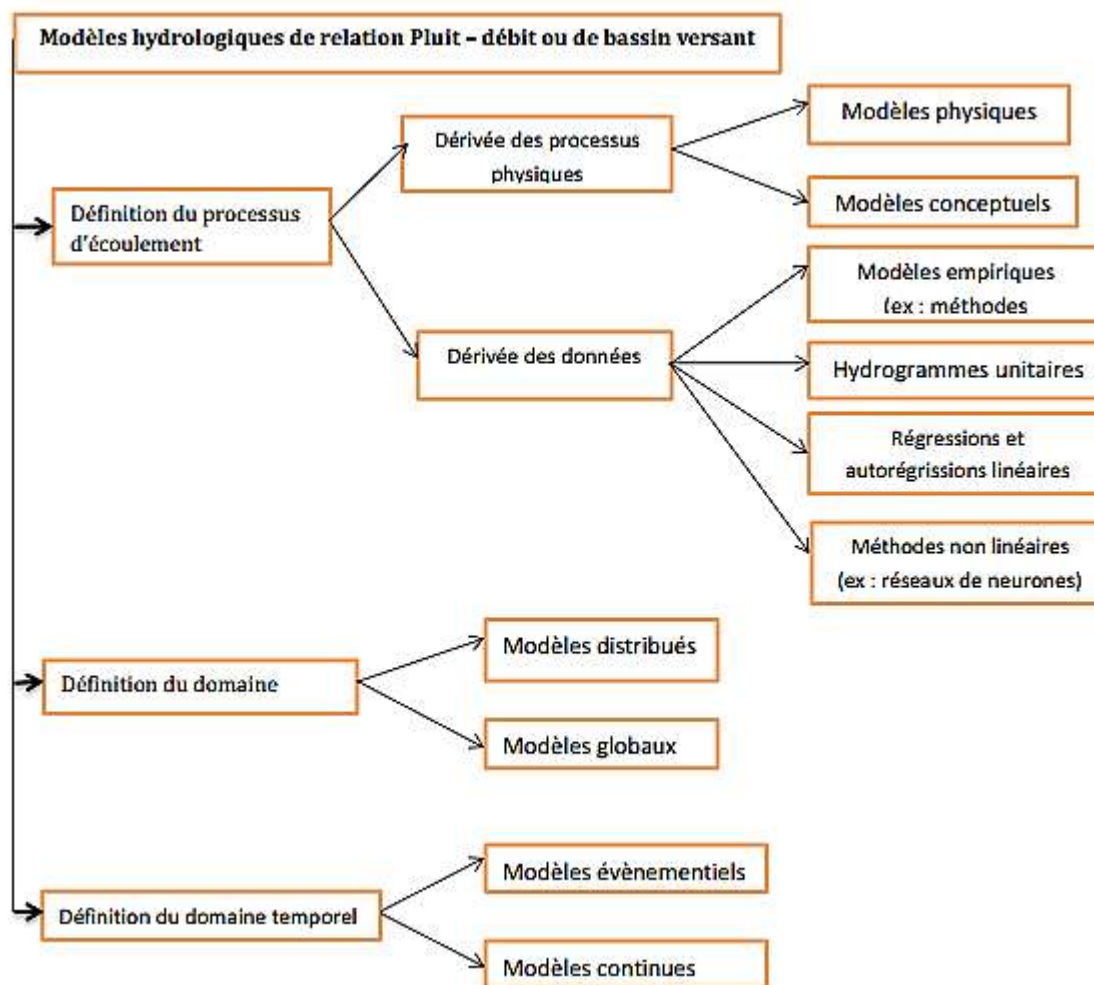 Modèles hydrologiques de relation Pluit – débit ou de bassin versant
Définition du processus
d'écoulement
Dérivée des processus
physiques
Modèles physiques
Modèles conceptuels
Dérivée des données
Modèles empiriques
(ex : méthodes
Hydrogrammes unitaires
Régressions et
autorégrissions linéaires
Méthodes non linéaires
(ex : réseaux de neurones)
Définition du domaine
Modèles distribués
Modèles globaux
Définition du domaine temporel
Modèles évènementiels
Modèles continues